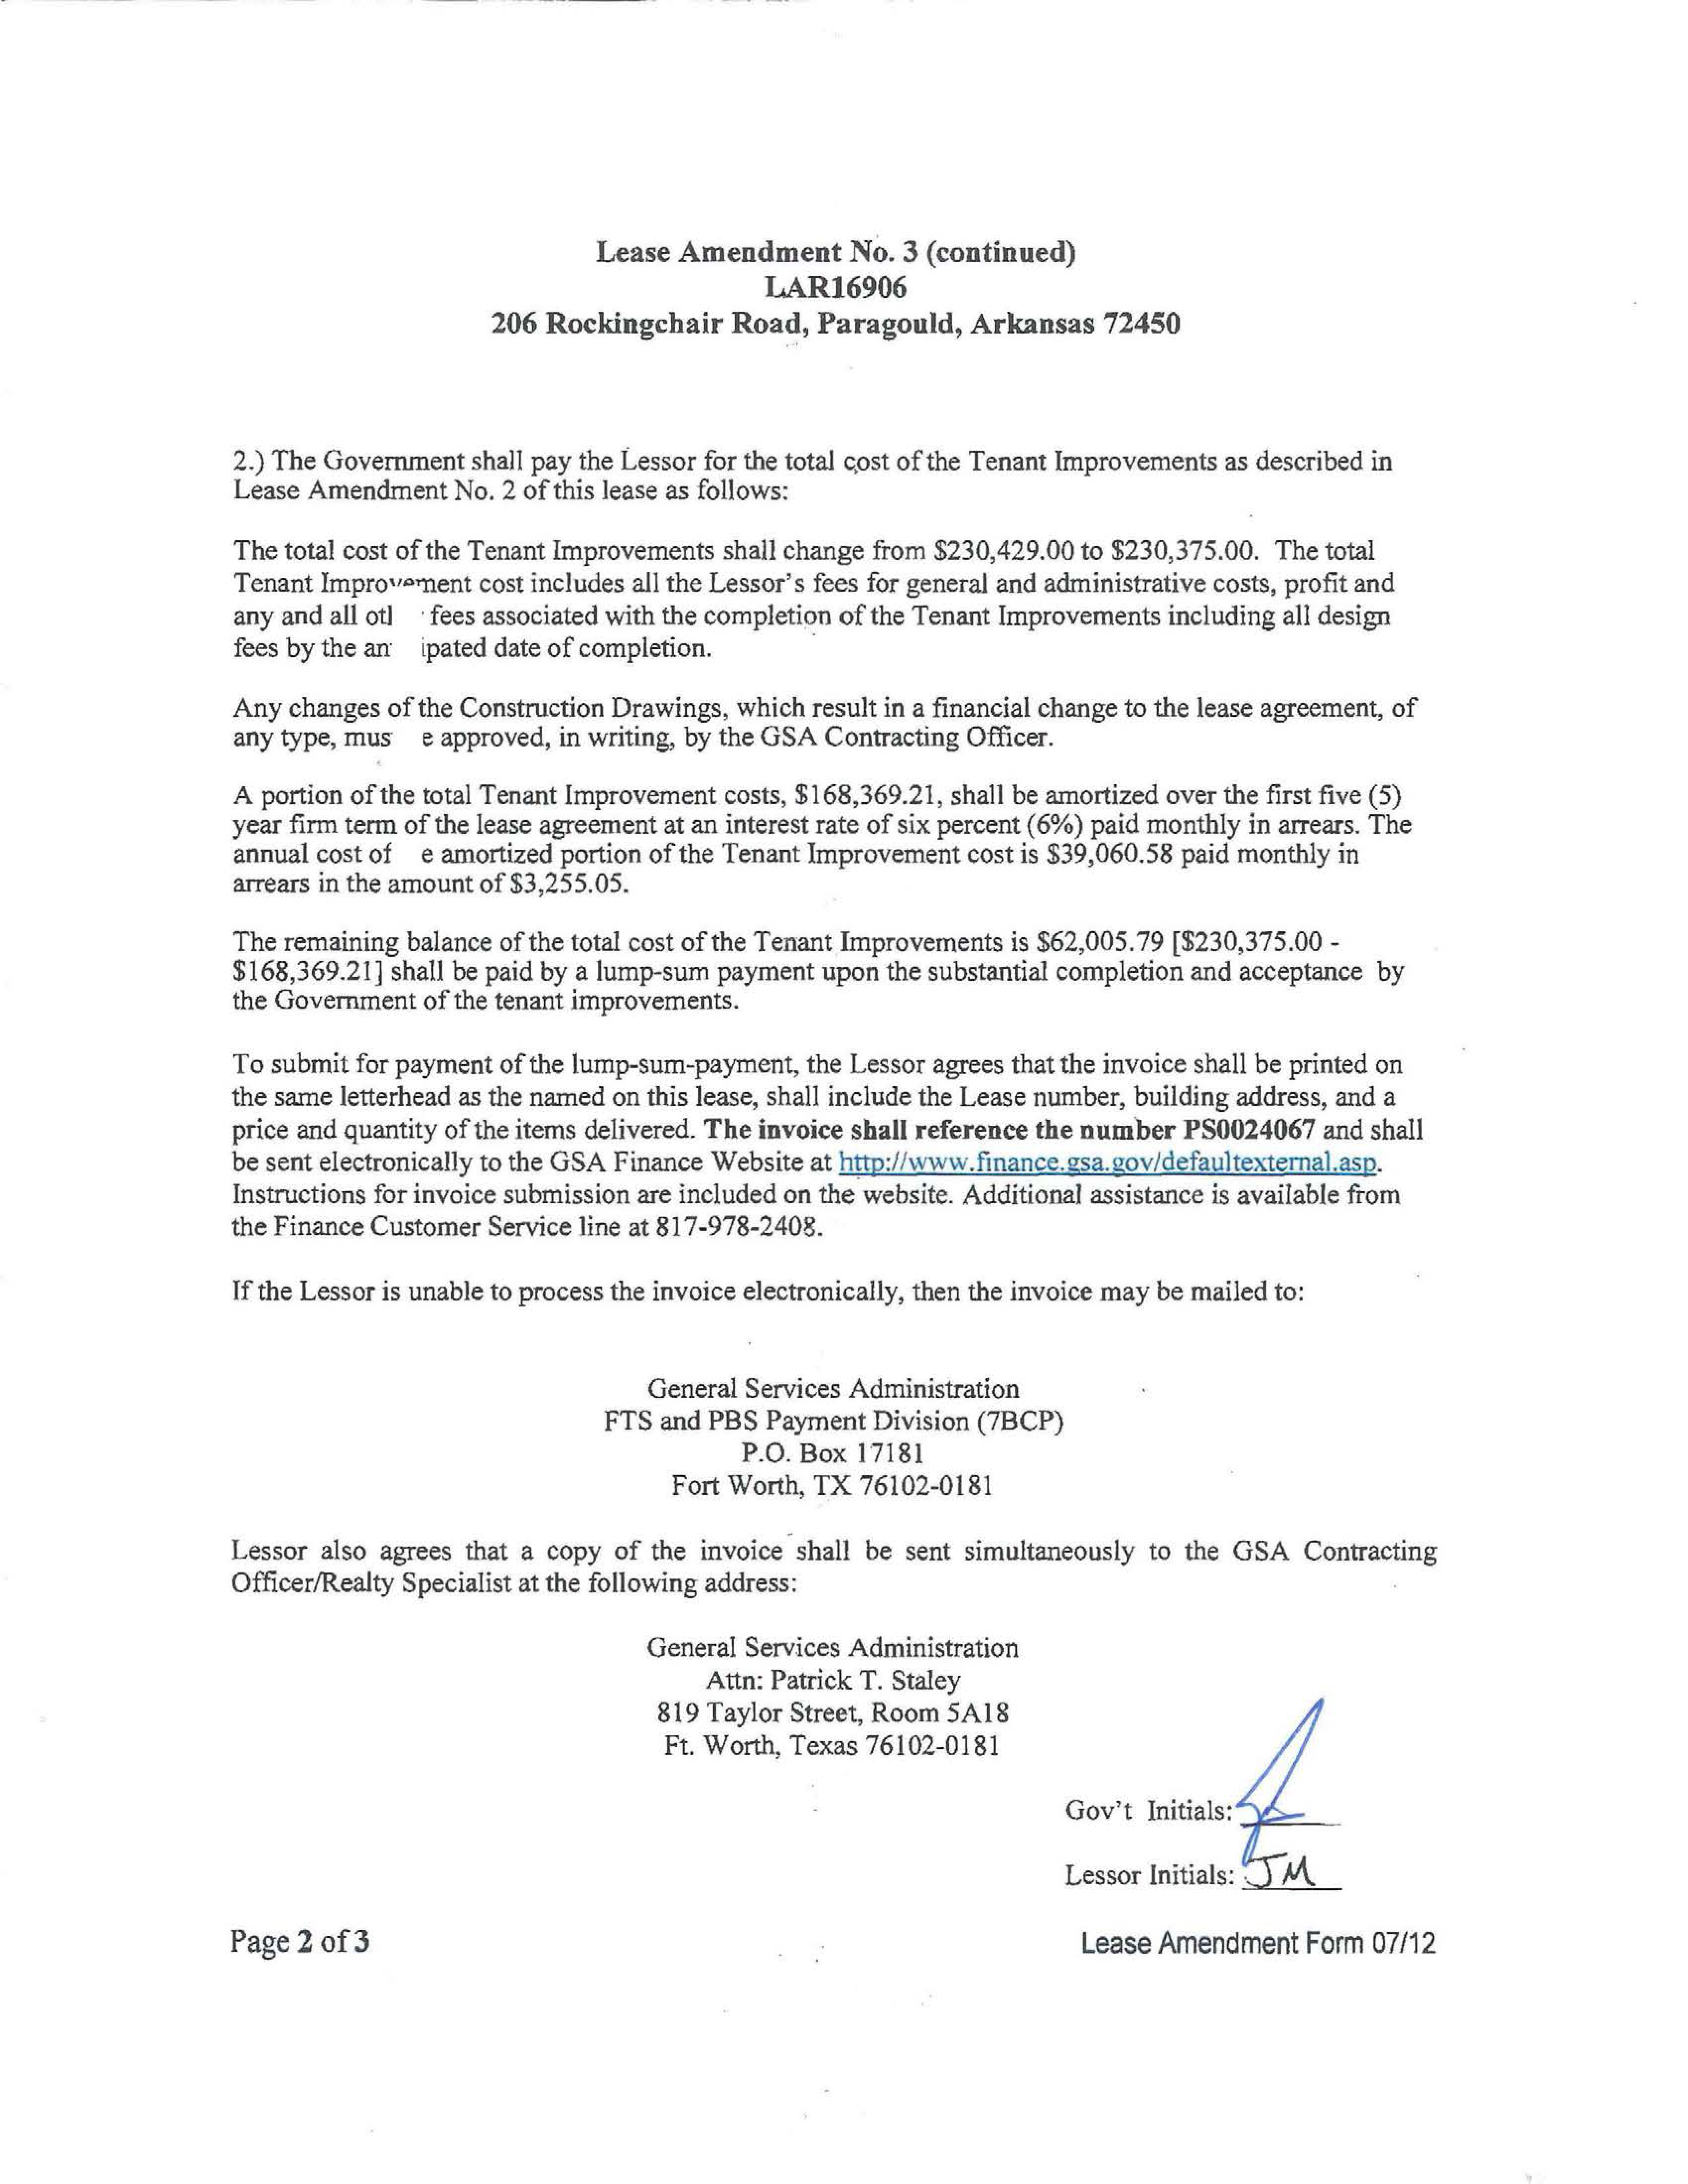 Lease Amendment No. 3 (continued)
LAR16906
206 Rockingchair Road, Paragould, Arkansas 72450
2.) The Government shall pay the Lessor for the total cost of the Tenant Improvements as described in
Lease Amendment No. 2 of this lease as follows:
The total cost of the Tenant Improvements shall change from $230,429.00 to $230,375.00. The total
Tenant Improvement cost includes all the Lessor's fees for general and administrative costs, profit and
any and all fees associated with the completion of the Tenant Improvements including all design
fees by the date of completion.
Any changes of the Construction Drawings, which result in a financial change to the lease agreement, of
any type, approved, in writing, by the GSA Contracting Officer.
A portion of the total Tenant Improvement costs, $168,369.21, shall be amortized over the first five (5)
year firm term of the lease agreement at an interest rate of six percent (6%) paid monthly in arrears. The
annual cost of amortized portion of the Tenant Improvement cost is $39,060.58 paid monthly in
arrears in the amount of $3,255.05.
The remaining balance of the total cost of the Tenant Improvements is $62,005.79 [$230,375.00 -
$168,369.21] shall be paid by a lump-sum payment upon the substantial completion and acceptance by
the Government of the tenant improvements.
To submit for payment of the lump-sum-payment, the Lessor agrees that the invoice shall be printed on
the same letterhead as the named on this lease, shall include the Lease number, building address, and a
price and quantity of the items delivered. The invoice shall reference the number PS0024067 and shall
be sent electronically to the GSA Finance Website at http://www.finance.gsa.gov/defaultexternal.asp.
Instructions for invoice submission are included on the website. Additional assistance is available from
the Finance Customer Service line at 817-978-2408.
If the Lessor is unable to process the invoice electronically, then the invoice may be mailed to:
General Services Administration
FTS and PBS Payment Division (7BCP)
P.O. Box 17181
Fort Worth, TX 76102-0181
Lessor also agrees that a copy of the invoice shall be sent simultaneously to the GSA Contracting
Officer/Realty Specialist at the following address:
General Services Administration
Attn: Patrick T. Staley
819 Taylor Street, Room 5A18
Ft. Worth, Texas 76102-0181
Gov't Initials:
Lessor Initials: JM
Page 2 of 3 Lease Amendment Form 07/12